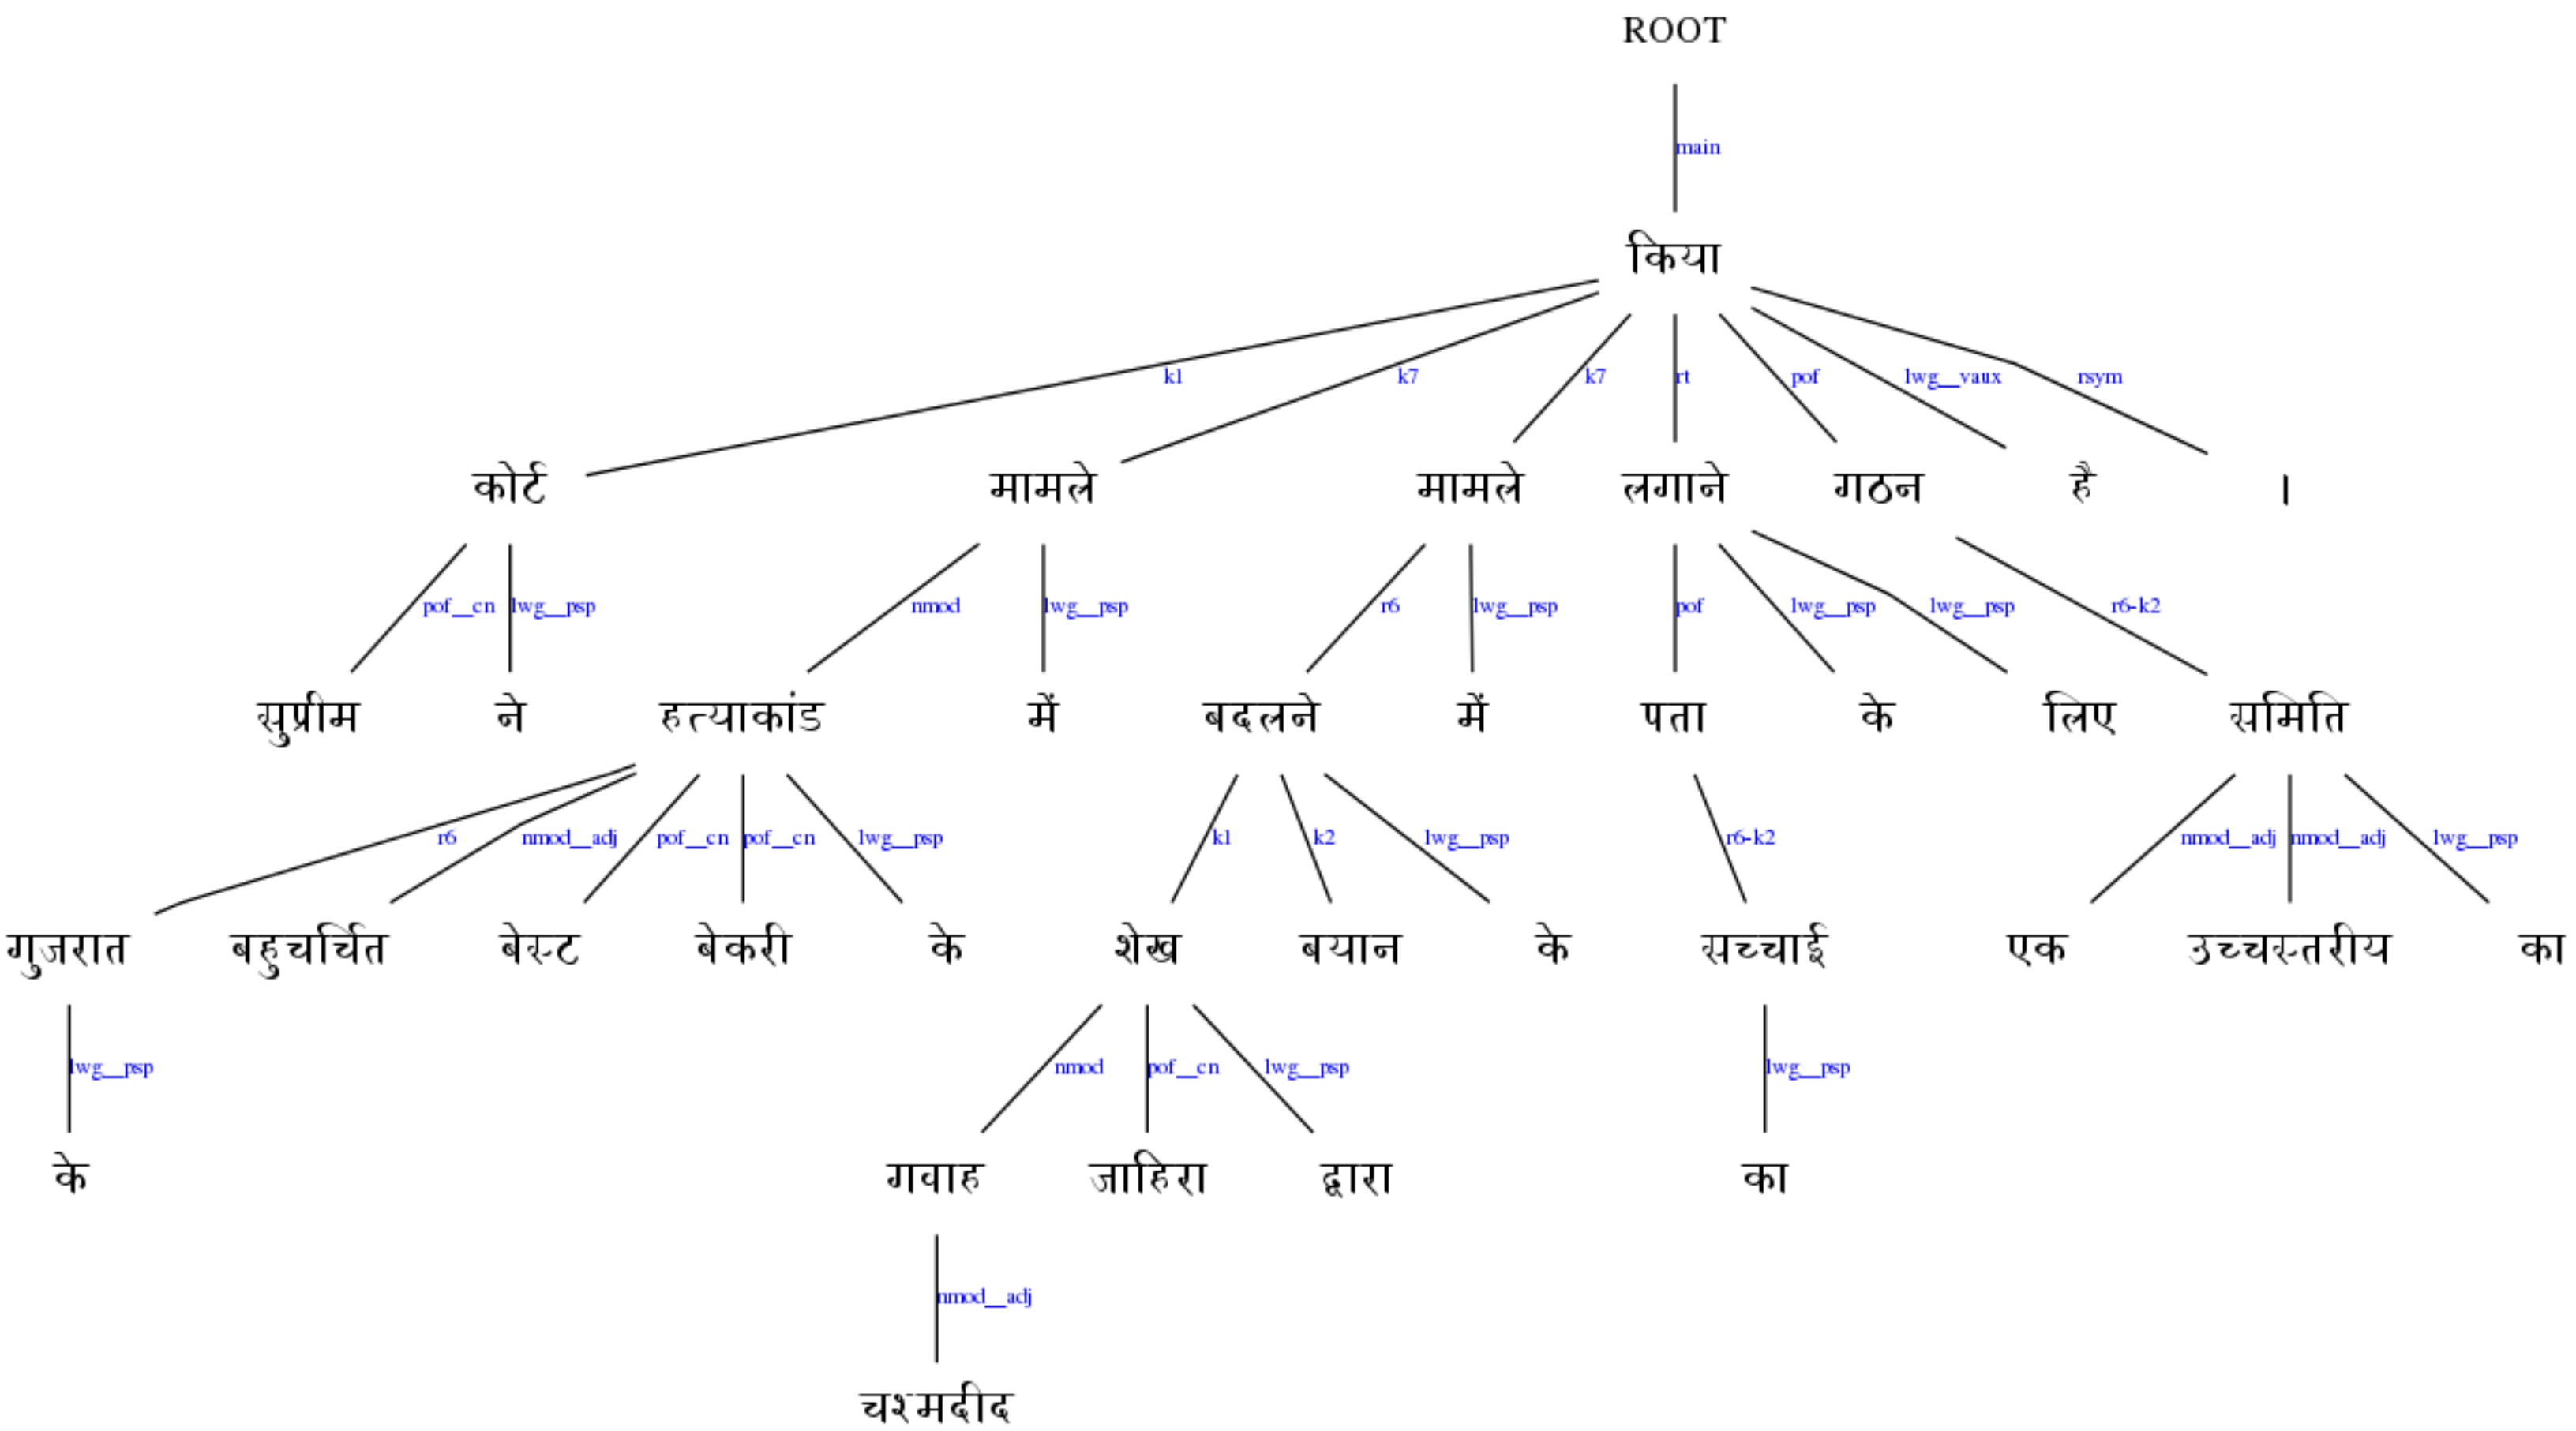 ROOT
main
किया
k1 k7 k7 rt pof lwg__vaux rsym
कोर्ट मामले मामले लगाने गठन है ।
pof__cn lwg__psp nmod lwg__psp r6 lwg__psp pof lwg__psp lwg__psp r6-k2
सुप्रीम ने हत्याकांड में बदलने में पता के लिए समिति
r6 nmod__adj pof__cn pof__cn lwg__psp k1 k2 lwg__psp r6-k2 nmod__adj nmod__adj lwg__psp
गुजरात बहुचर्चित बेस्ट बेकरी के शेख बयान के सच्चाई एक उच्चस्तरीय का
lwg__psp nmod pof__cn lwg__psp lwg__psp
के गवाह जाहिरा द्वारा का
nmod__adj
चश्मदीद